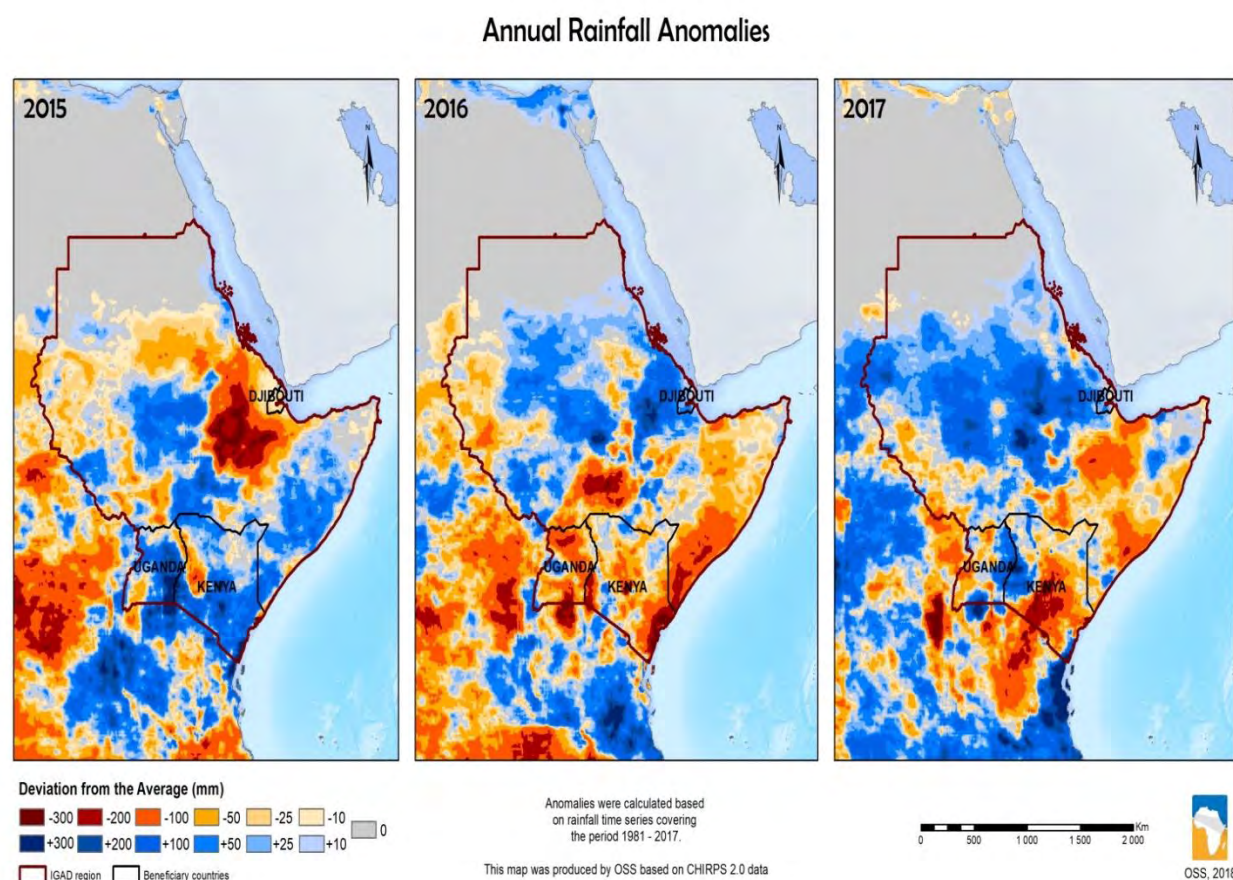 Annual Rainfall Anomalies
2015
N
DJIBOUTI
UGANDA
KENYA
2016
N
DJIBOUTI
UGANDA
KENYA
2017
N
DJIBOUTI
UGANDA
KENYA
Deviation from the Average (mm)
-300 -200 -100 -50 -25 -10 0
+300 +200 +100 +50 +25 +10
IGAD region Beneficiary countries
Anomalies were calculated based
on rainfall time series covering
the period 1981 - 2017.
This map was produced by OSS based on CHIRPS 2.0 data
Km
0 500 1 000 2 000
OSS, 2018